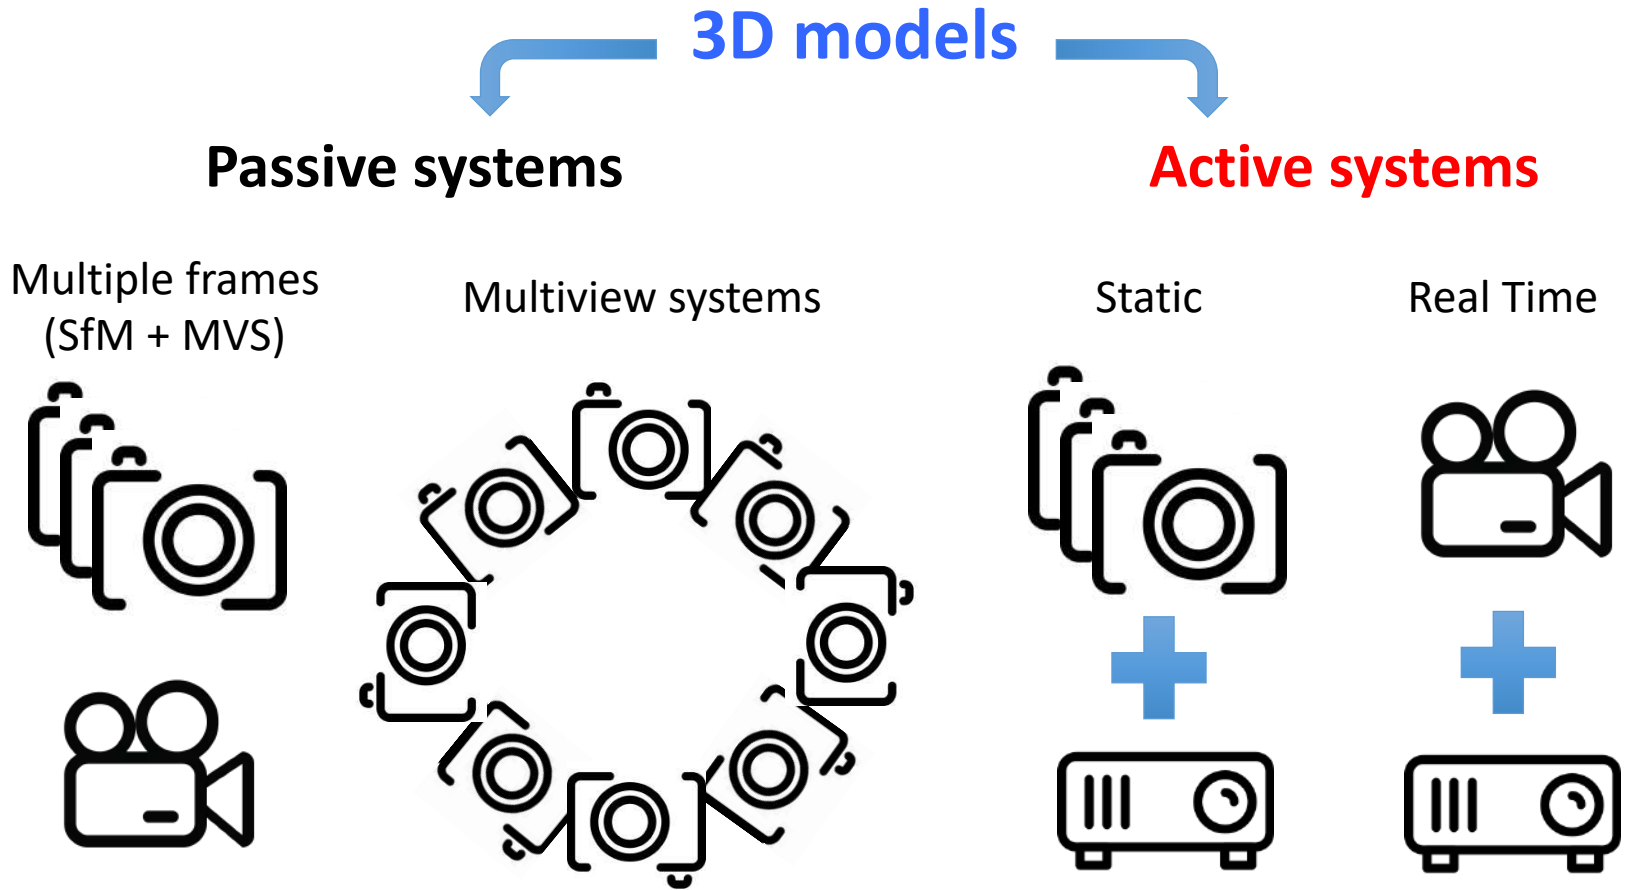 3D models
Passive systems
Active systems
Multiple frames
(SfM + MVS)
Multiview systems
Static
Real Time